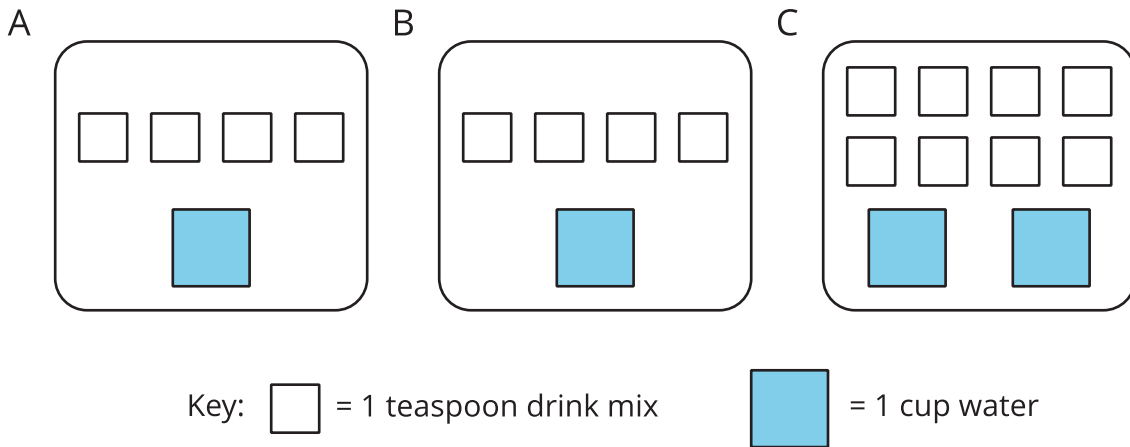 A B C
Key: = 1 teaspoon drink mix = 1 cup water